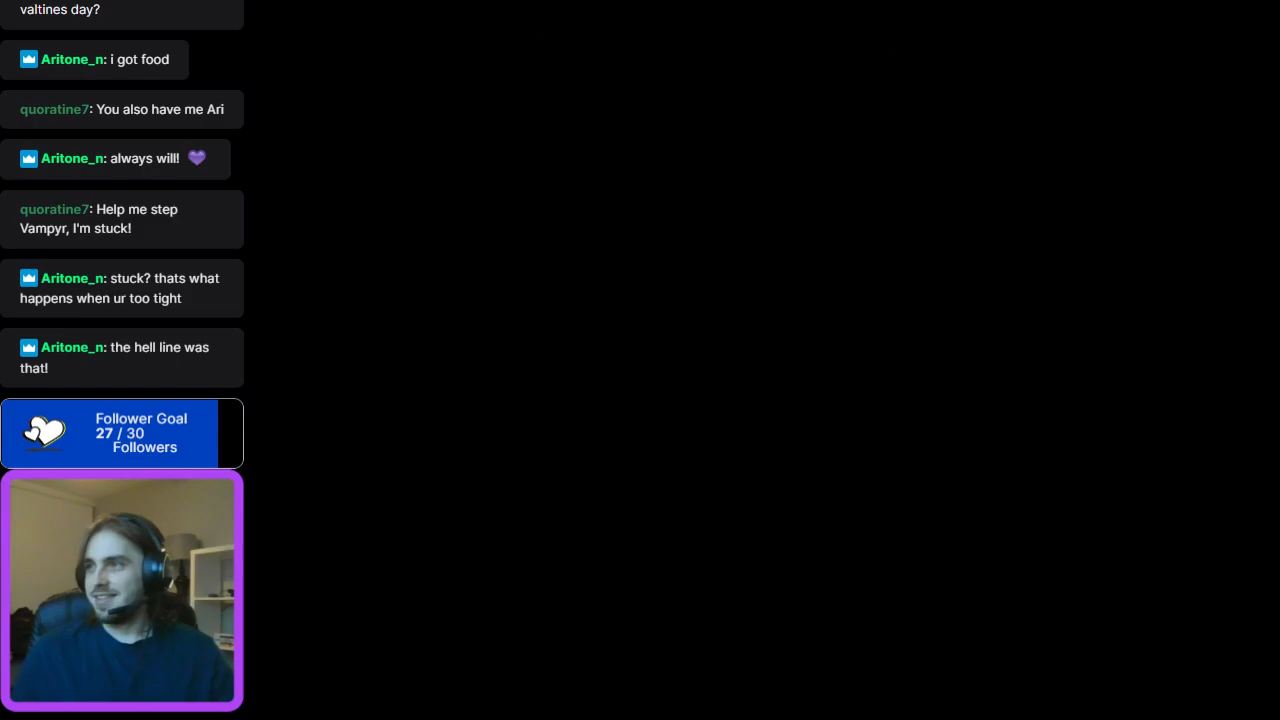 valtines day?
Aritone_n: i got food
quoratine7: You also have me Ari
Aritone_n: always will! 💜
quoratine7: Help me step
Vampyr, I'm stuck!
Aritone_n: stuck? thats what
happens when ur too tight
Aritone_n: the hell line was
that!
Follower Goal
27 / 30
Followers